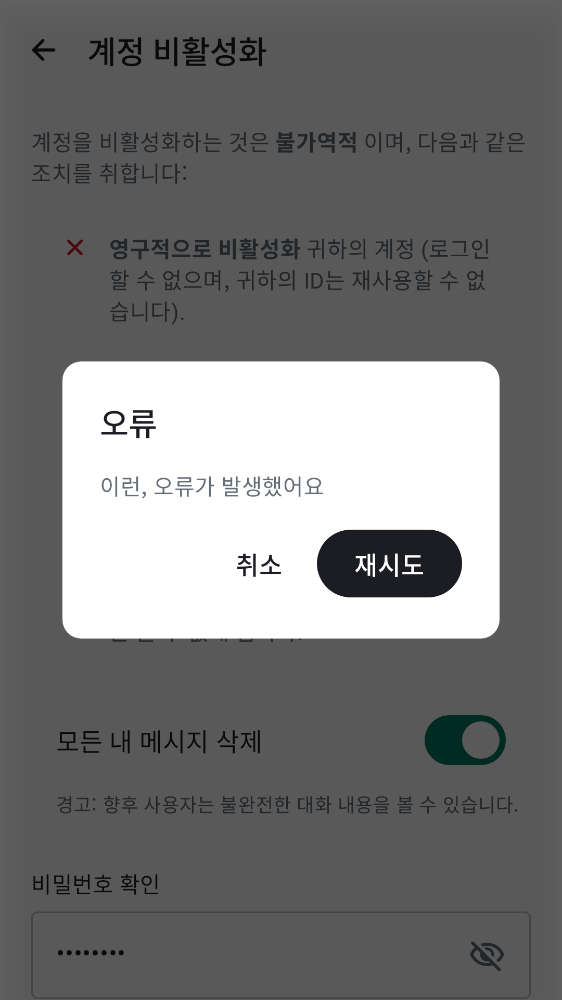 계정 비활성화
계정을 비활성화하는 것은 불가역적 이며, 다음과 같은
조치를 취합니다:
영구적으로 비활성화 귀하의 계정 (로그인
할 수 없으며, 귀하의 ID는 재사용할 수 없
습니다).
오류
이런, 오류가 발생했어요
취소
재시도
모든 내 메시지 삭제
경고: 향후 사용자는 불완전한 대화 내용을 볼 수 있습니다.
비밀번호 확인
••••••••